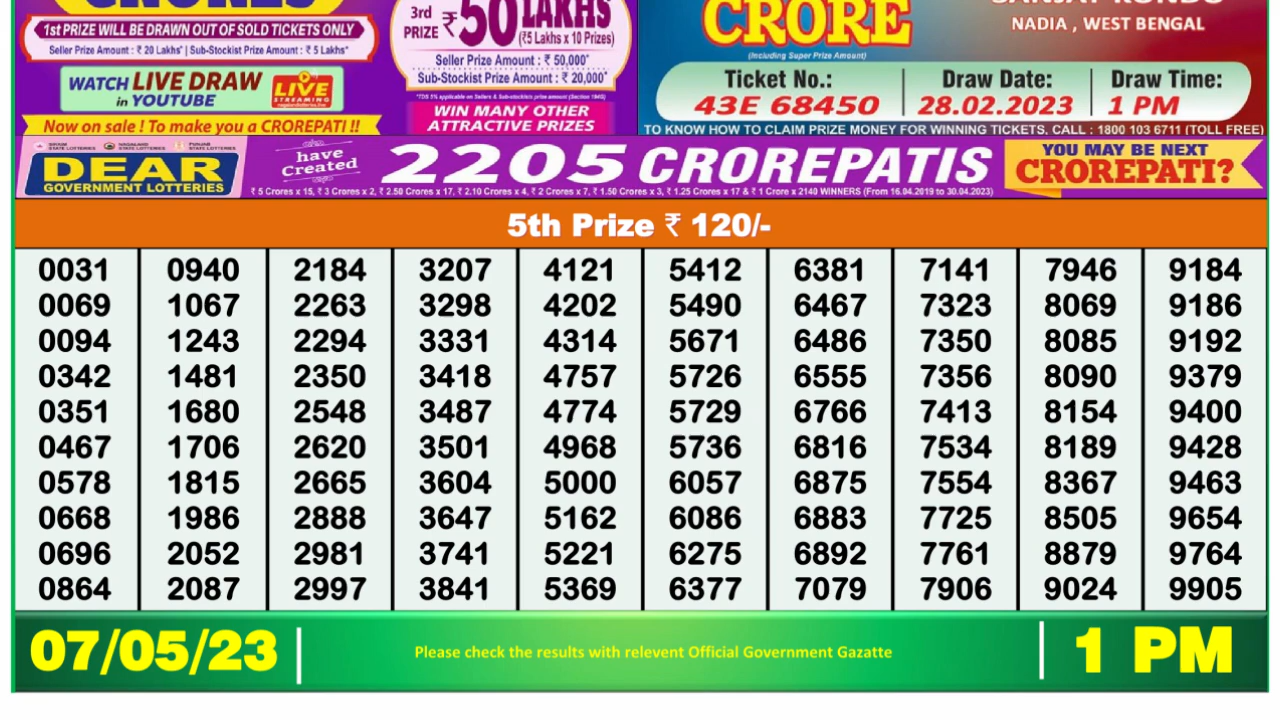 CRORES
1ST PRIZE WILL BE DRAWN OUT OF SOLD TICKETS ONLY
Seller Prize Amount : ₹ 20 Lakhs* | Sub-Stockist Prize Amount : ₹ 5 Lakhs*
WATCH LIVE DRAW
in YOUTUBE
LIVE
STREAMING
Now on sale ! To make you a CROREPATI !!
3rd
PRIZE ₹ 50 LAKHS
(₹5 Lakhs x 10 Prizes)
Seller Prize Amount : ₹ 50,000*
Sub-Stockist Prize Amount : ₹ 20,000*
WIN MANY OTHER
ATTRACTIVE PRIZES
CRORE
(Including Super Prize Amount)
NADIA , WEST BENGAL
Ticket No.: Draw Date: Draw Time:
43E 68450 28.02.2023 1 PM
TO KNOW HOW TO CLAIM PRIZE MONEY FOR WINNING TICKETS, CALL : 1800 103 6711 (TOLL FREE)
DEAR
GOVERNMENT LOTTERIES
have
Created
2205 CROREPATIS
₹ 5 Crores x 15, ₹ 3 Crores x 2, ₹ 2.50 Crores x 17, ₹ 2.10 Crores x 4, ₹ 2 Crores x 7, ₹ 1.50 Crores x 3, ₹ 1.25 Crores x 17 & ₹ 1 Crore x 2140 WINNERS (From 16.04.2019 to 30.04.2023)
YOU MAY BE NEXT
CROREPATI?
5th Prize ₹ 120/-
0031 0940 2184 3207 4121 5412 6381 7141 7946 9184
0069 1067 2263 3298 4202 5490 6467 7323 8069 9186
0094 1243 2294 3331 4314 5671 6486 7350 8085 9192
0342 1481 2350 3418 4757 5726 6555 7356 8090 9379
0351 1680 2548 3487 4774 5729 6766 7413 8154 9400
0467 1706 2620 3501 4968 5736 6816 7534 8189 9428
0578 1815 2665 3604 5000 6057 6875 7554 8367 9463
0668 1986 2888 3647 5162 6086 6883 7725 8505 9654
0696 2052 2981 3741 5221 6275 6892 7761 8879 9764
0864 2087 2997 3841 5369 6377 7079 7906 9024 9905
07/05/23
Please check the results with relevent Official Government Gazatte
1 PM